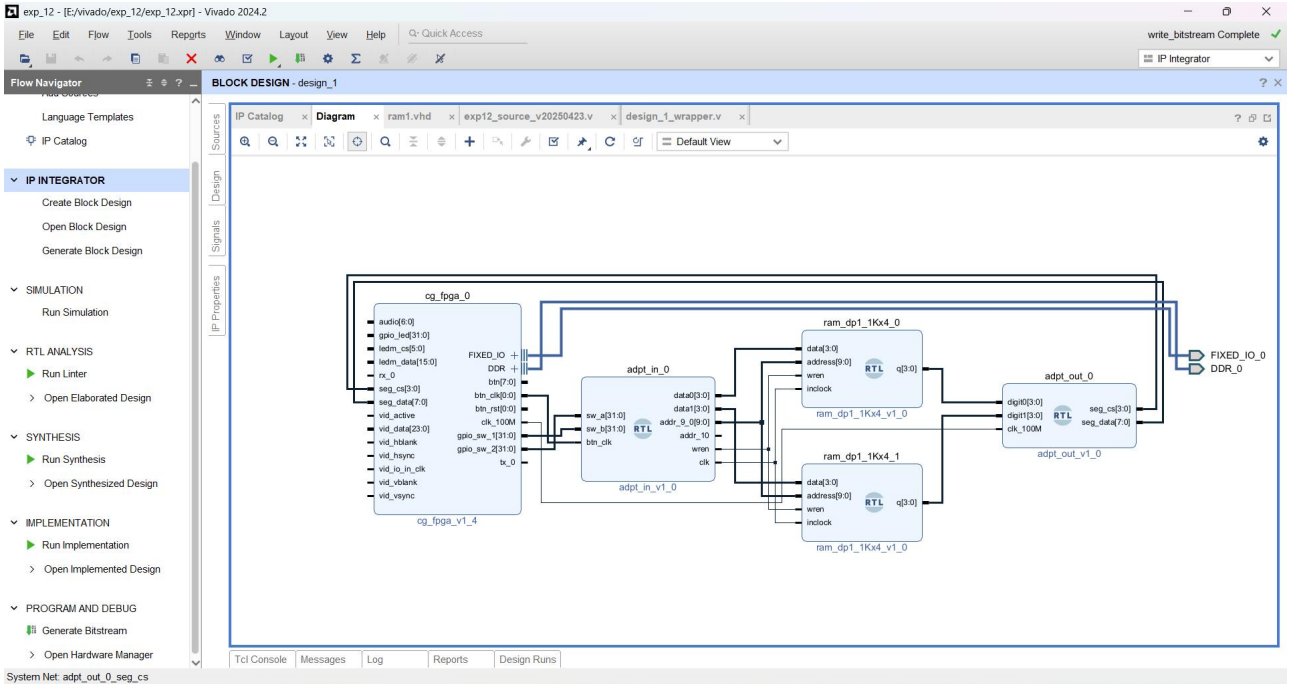 exp_12 - [E:/vivado/exp_12/exp_12.xpr] - Vivado 2024.2
File Edit Flow Tools Reports Window Layout View Help Q- Quick Access
write_bitstream Complete
IP Integrator
Flow Navigator
BLOCK DESIGN - design_1
Add Sources
Language Templates
IP Catalog
IP INTEGRATOR
Create Block Design
Open Block Design
Generate Block Design
SIMULATION
Run Simulation
RTL ANALYSIS
Run Linter
Open Elaborated Design
SYNTHESIS
Run Synthesis
Open Synthesized Design
IMPLEMENTATION
Run Implementation
Open Implemented Design
PROGRAM AND DEBUG
Generate Bitstream
Open Hardware Manager
Sources
Design
Signals
IP Properties
IP Catalog Diagram ram1.vhd exp12_source_v20250423.v design_1_wrapper.v
Default View
cg_fpga_0
audio[6:0]
gpio_led[31:0]
ledm_cs[5:0]
ledm_data[15:0]
rx_0
seg_cs[3:0]
seg_data[7:0]
vid_active
vid_data[23:0]
vid_hblank
vid_hsync
vid_io_in_clk
vid_vblank
vid_vsync
FIXED_IO
DDR
btn[7:0]
btn_clk[0:0]
btn_rst[0:0]
clk_100M
gpio_sw_1[31:0]
gpio_sw_2[31:0]
tx_0
cg_fpga_v1_4
adpt_in_0
sw_a[31:0]
sw_b[31:0]
btn_clk
RTL
data0[3:0]
data1[3:0]
addr_9_0[9:0]
addr_10
wren
clk
adpt_in_v1_0
ram_dp1_1Kx4_0
data[3:0]
address[9:0]
wren
inclock
RTL
q[3:0]
ram_dp1_1Kx4_v1_0
ram_dp1_1Kx4_1
data[3:0]
address[9:0]
wren
inclock
RTL
q[3:0]
ram_dp1_1Kx4_v1_0
adpt_out_0
digit0[3:0]
digit1[3:0]
clk_100M
RTL
seg_cs[3:0]
seg_data[7:0]
adpt_out_v1_0
FIXED_IO_0
DDR_0
Tcl Console Messages Log Reports Design Runs
System Net: adpt_out_0_seg_cs